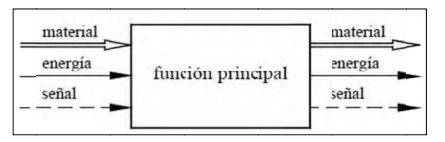 material
energía
señal
función principal
material
energía
señal